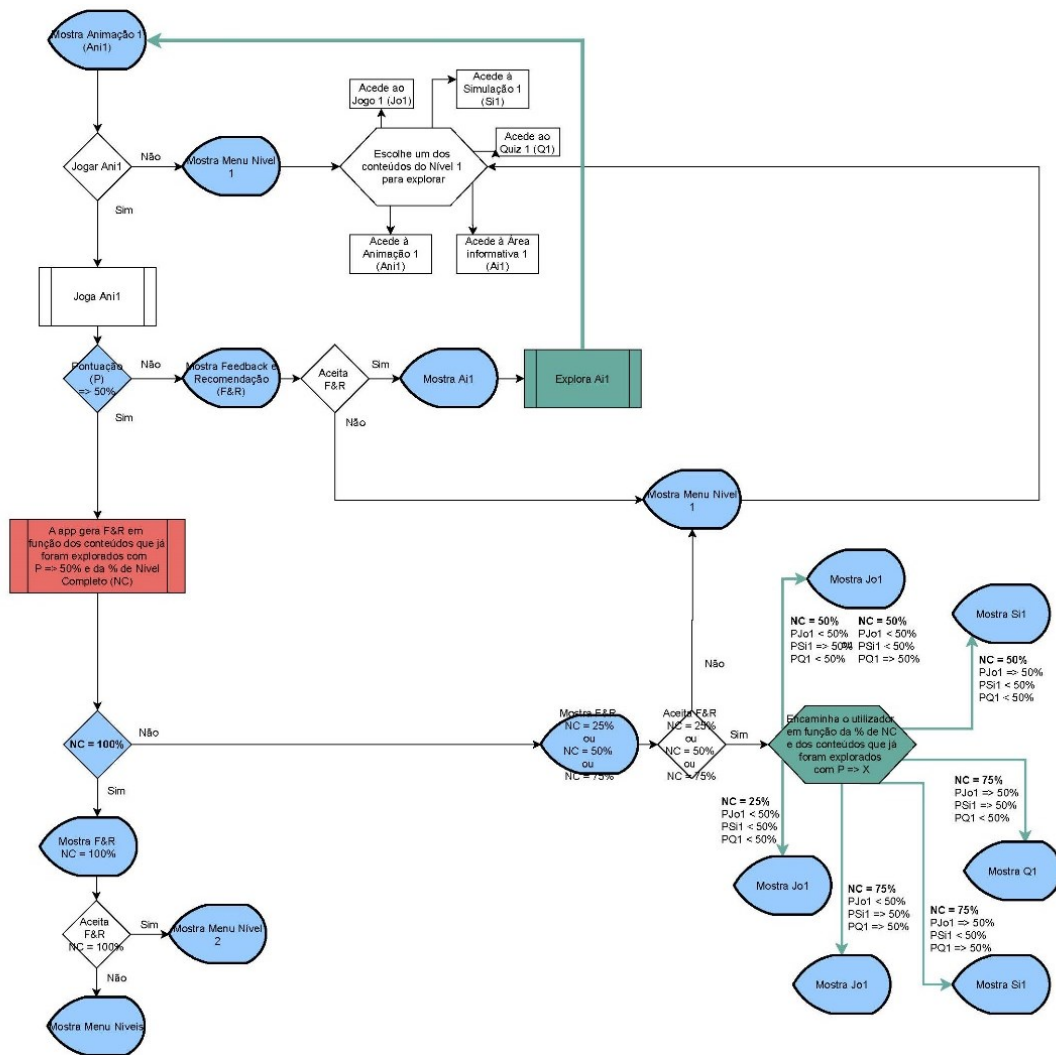 Mostra Animação 1
(Ani1)
Acede ao
Jogo 1 (Jo1)
Acede à
Simulação 1
(Si1)
Acede ao
Quiz 1 (Q1)
Jogar Ani1
Não
Mostra Menu Nível
1
Escolhe um dos
conteúdos do Nível 1
para explorar
Sim
Acede à
Animação 1
(Ani1)
Acede à Área
informativa 1
(Ai1)
Joga Ani1
Pontuação
(P)
=> 50%
Não
Mostra Feedback e
Recomendação
(F&R)
Aceita
F&R
Sim
Mostra Ai1
Explora Ai1
Sim
Não
Mostra Menu Nível
1
A app gera F&R em
função dos conteúdos que já
foram explorados com
P => 50% e da % de Nível
Completo (NC)
Mostra Jo1
NC = 50%
PJo1 < 50%
PSi1 => 50%
PQ1 < 50%
ou
NC = 50%
PJo1 < 50%
PSi1 < 50%
PQ1 => 50%
Mostra Si1
NC = 50%
PJo1 => 50%
PSi1 < 50%
PQ1 < 50%
Não
NC = 100%
Não
Mostra F&R
NC = 25%
ou
NC = 50%
ou
NC = 75%
Aceita F&R
NC = 25%
ou
NC = 50%
ou
NC = 75%
Sim
Encaminha o utilizador
em função da % de NC
e dos conteúdos que já
foram explorados
com P => X
Sim
NC = 25%
PJo1 < 50%
PSi1 < 50%
PQ1 < 50%
NC = 75%
PJo1 => 50%
PSi1 => 50%
PQ1 < 50%
Mostra F&R
NC = 100%
Mostra Jo1
Mostra Q1
NC = 75%
PJo1 < 50%
PSi1 => 50%
PQ1 => 50%
NC = 75%
PJo1 => 50%
PSi1 < 50%
PQ1 => 50%
Aceita
F&R
NC = 100%
Sim
Mostra Menu Nível
2
Não
Mostra Jo1
Mostra Si1
Mostra Menu Níveis